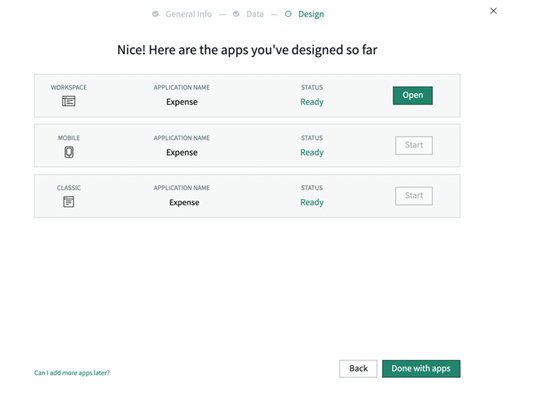 General Info — Data — Design
Nice! Here are the apps you've designed so far
WORKSPACE APPLICATION NAME STATUS
Expense Ready Open
MOBILE APPLICATION NAME STATUS
Expense Ready Start
CLASSIC APPLICATION NAME STATUS
Expense Ready Start
Can I add more apps later? Back Done with apps